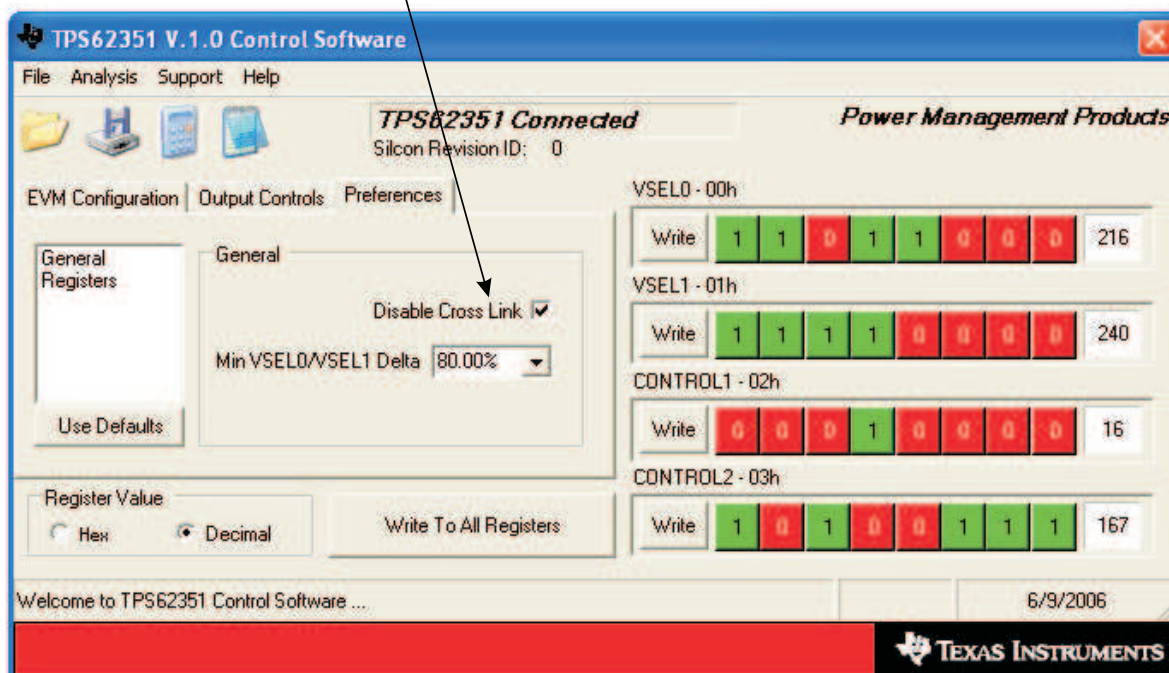 TPS62351 V.1.0 Control Software
File Analysis Support Help
TPS62351 Connected
Power Management Products
Silcon Revision ID: 0
EVM Configuration Output Controls Preferences
General
Registers
General
Disable Cross Link
Min VSEL0/VSEL1 Delta 80.00%
Use Defaults
Register Value
Hex Decimal
Write To All Registers
VSEL0 - 00h
Write 1 1 0 1 1 0 0 0 216
VSEL1 - 01h
Write 1 1 1 1 0 0 0 0 240
CONTROL1 - 02h
Write 0 0 0 1 0 0 0 0 16
CONTROL2 - 03h
Write 1 0 1 0 0 1 1 1 167
Welcome to TPS62351 Control Software ...
6/9/2006
TEXAS INSTRUMENTS